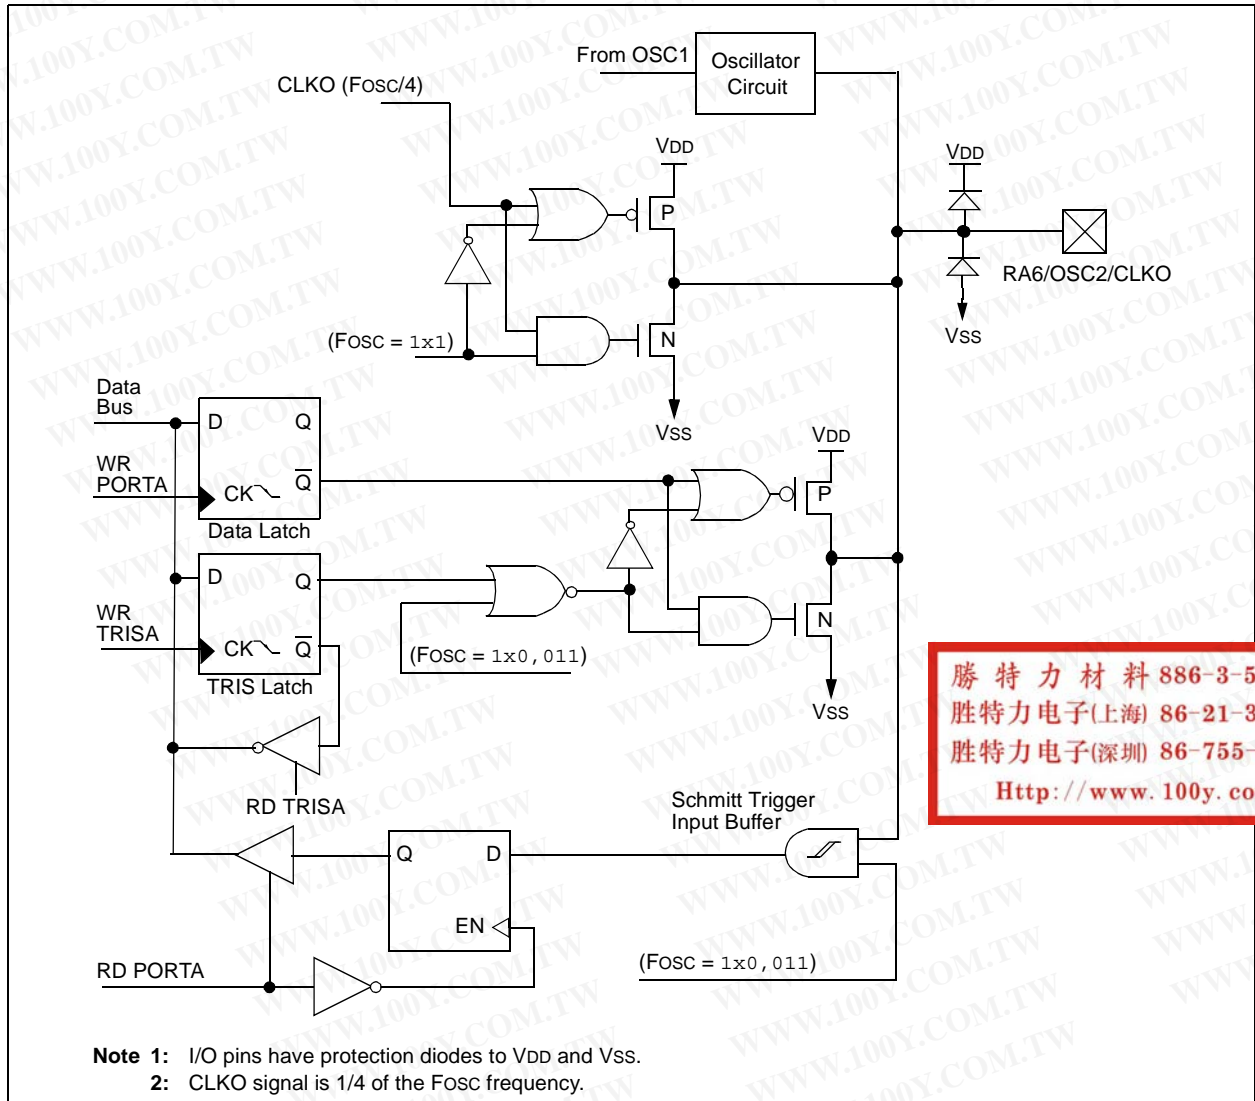 From OSC1
Oscillator
Circuit
CLKO (FOSC/4)
VDD
P
VDD
RA6/OSC2/CLKO
VSS
(FOSC = 1x1)
N
VSS
Data
Bus
D
Q
WR
PORTA
CK
Q
Data Latch
VDD
P
D
Q
WR
TRISA
CK
Q
TRIS Latch
(FOSC = 1x0,011)
N
VSS
RD TRISA
Schmitt Trigger
Input Buffer
Q
D
EN
RD PORTA
(FOSC = 1x0,011)
勝 特 力 材 料 886-3-5
胜特力电子(上海) 86-21-3
胜特力电子(深圳) 86-755-
Http://www.100y.co
Note 1: I/O pins have protection diodes to VDD and VSS.
2: CLKO signal is 1/4 of the FOSC frequency.
WWW.100Y.COM.TW